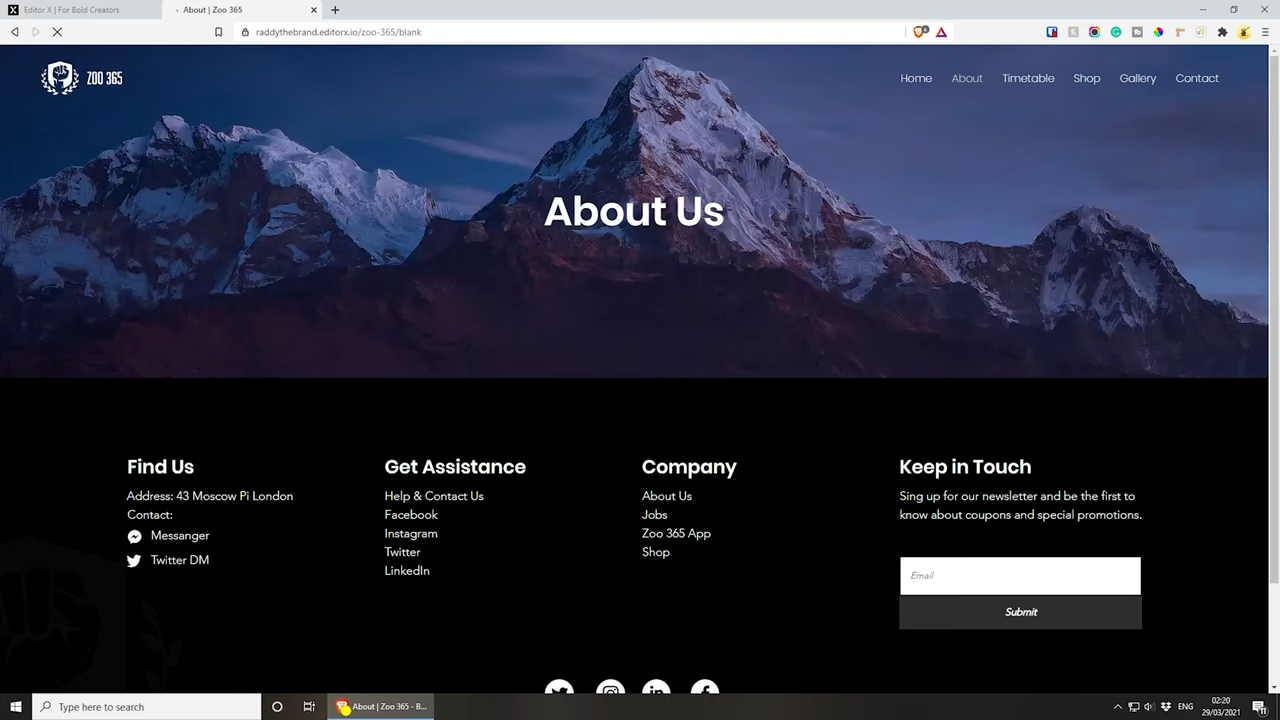 Editor X | For Bold Creators
About | Zoo 365
raddythebrand.editorx.io/zoo-365/blank
ZOO 365
Home About Timetable Shop Gallery Contact
About Us
Find Us
Address: 43 Moscow Pi London
Contact:
Messanger
Twitter DM
Get Assistance
Help & Contact Us
Facebook
Instagram
Twitter
LinkedIn
Company
About Us
Jobs
Zoo 365 App
Shop
Keep in Touch
Sing up for our newsletter and be the first to
know about coupons and special promotions.
Email
Submit
Type here to search
About | Zoo 365 - B...
ENG
02:20
29/03/2021